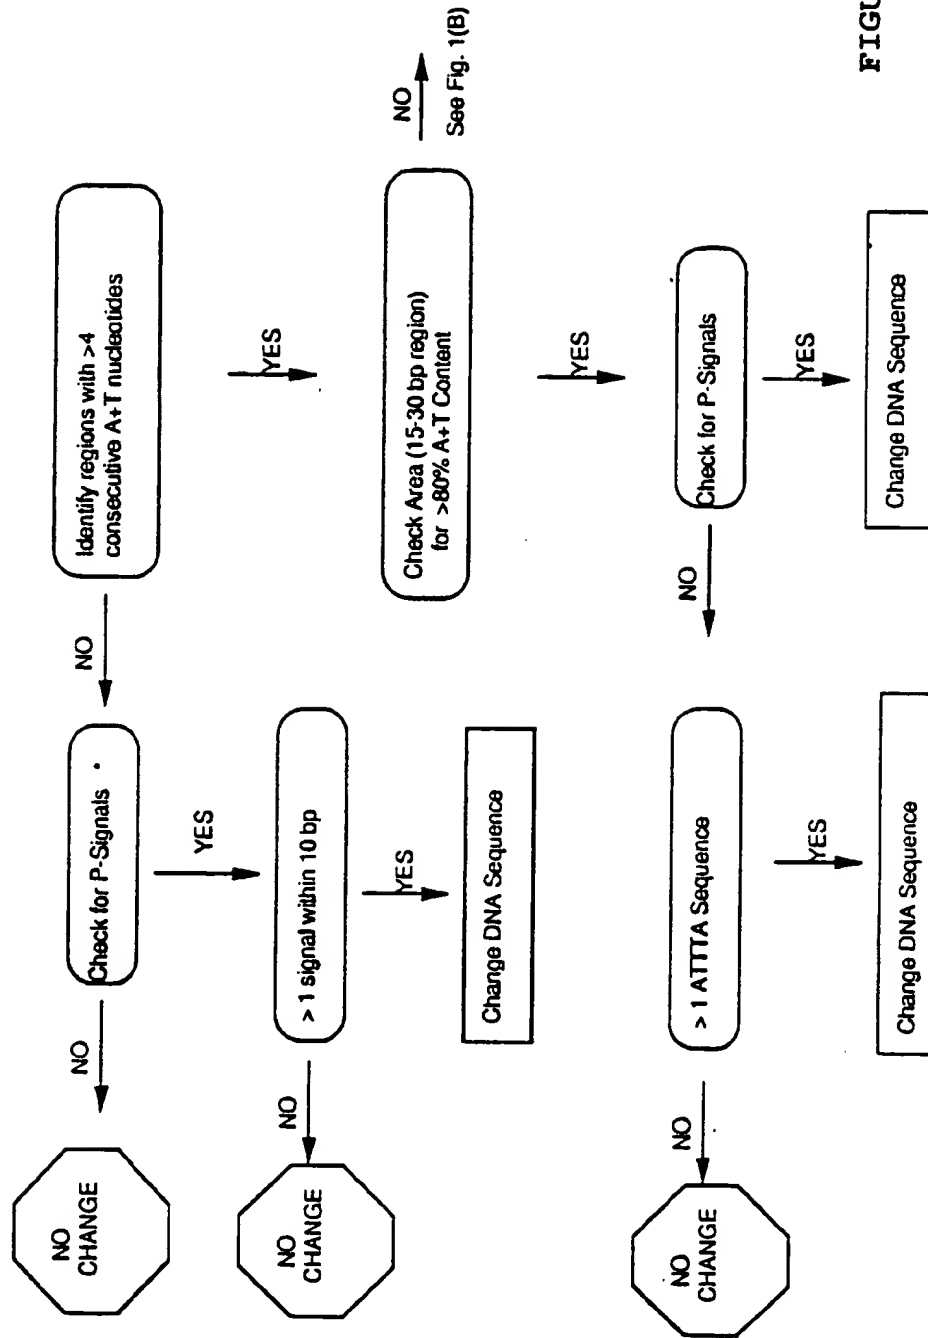 NO
CHANGE
NO
Check for P-Signals
NO
Identify regions with >4
consecutive A+T nucleotides
YES
YES
NO
CHANGE
NO
> 1 signal within 10 bp
YES
Check Area (15-30 bp region)
for >80% A+T Content
NO
See Fig. 1(B)
Change DNA Sequence
YES
NO
CHANGE
NO
> 1 ATTTA Sequence
NO
Check for P-Signals
YES
YES
Change DNA Sequence
Change DNA Sequence
FIGU